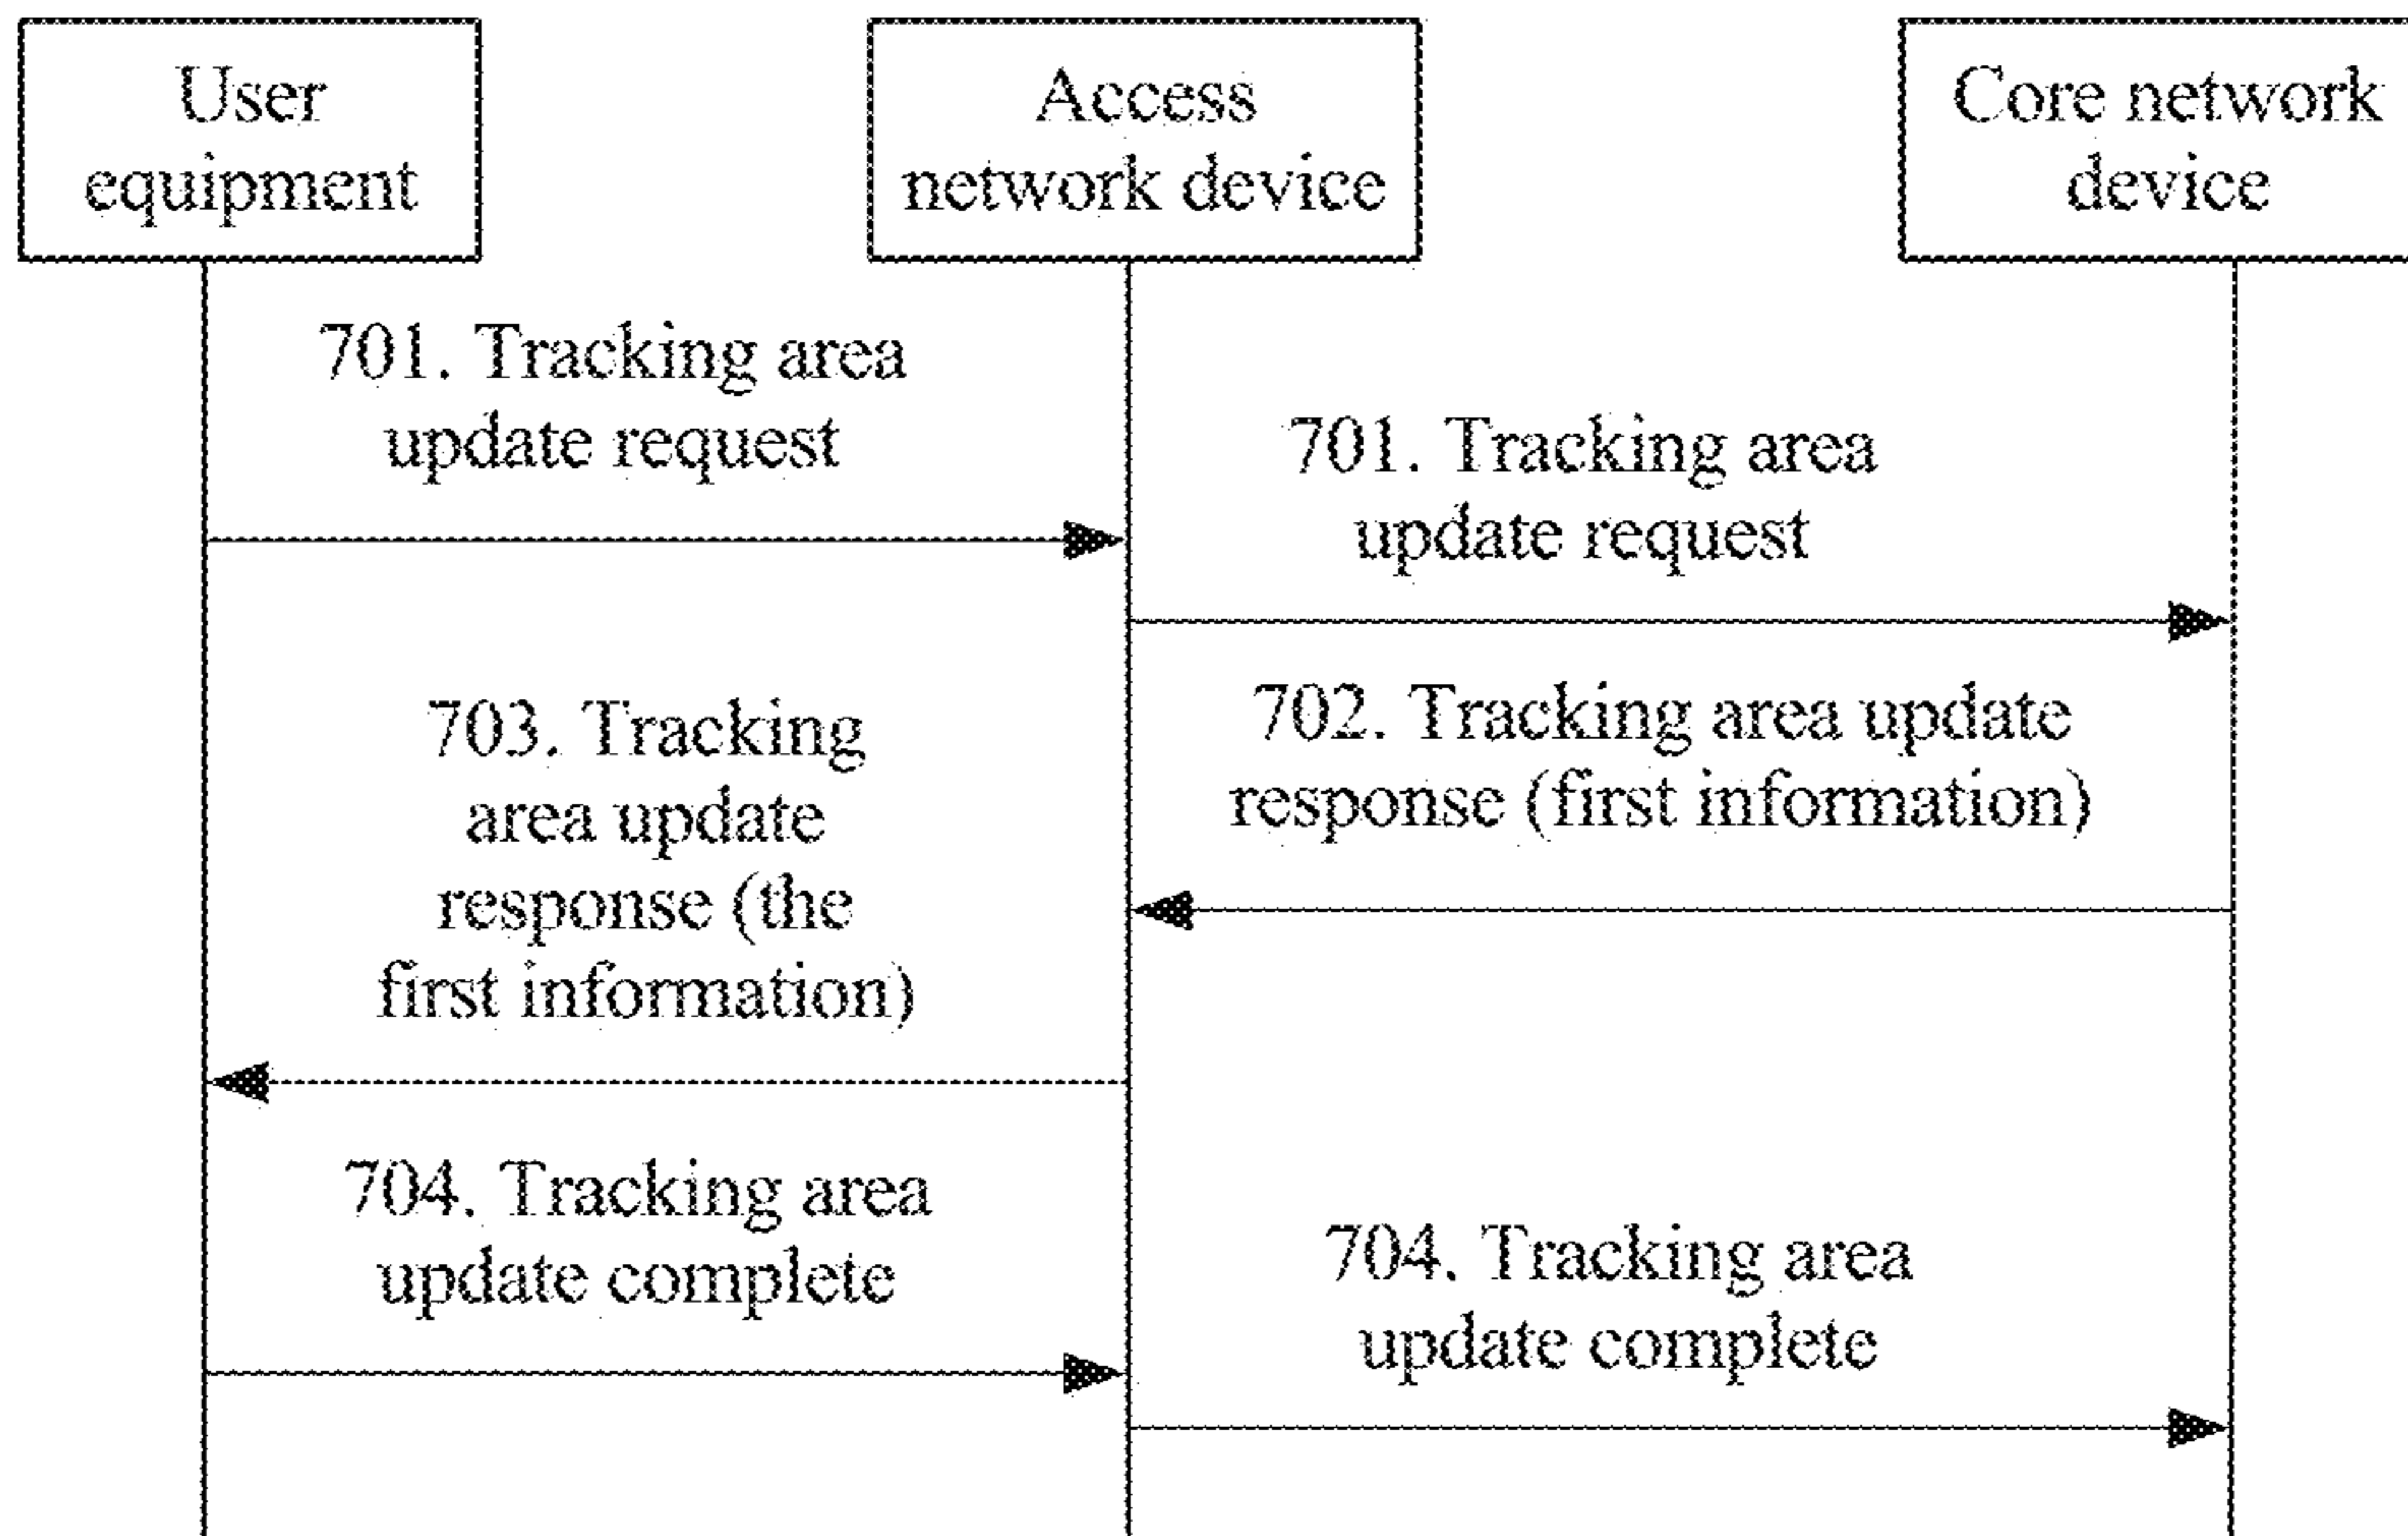 User
equipment
Access
network device
Core network
device
701. Tracking area
update request
701. Tracking area
update request
702. Tracking area update
response (first information)
703. Tracking
area update
response (the
first information)
704. Tracking area
update complete
704. Tracking area
update complete